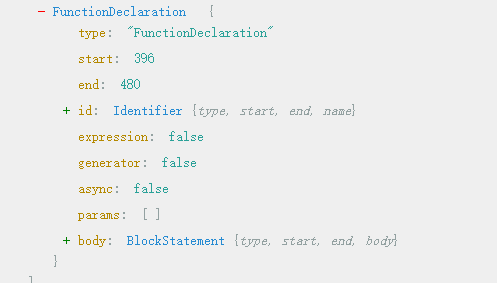 - FunctionDeclaration {
type: "FunctionDeclaration"
start: 396
end: 480
+ id: Identifier {type, start, end, name}
expression: false
generator: false
async: false
params: [ ]
+ body: BlockStatement {type, start, end, body}
}
]